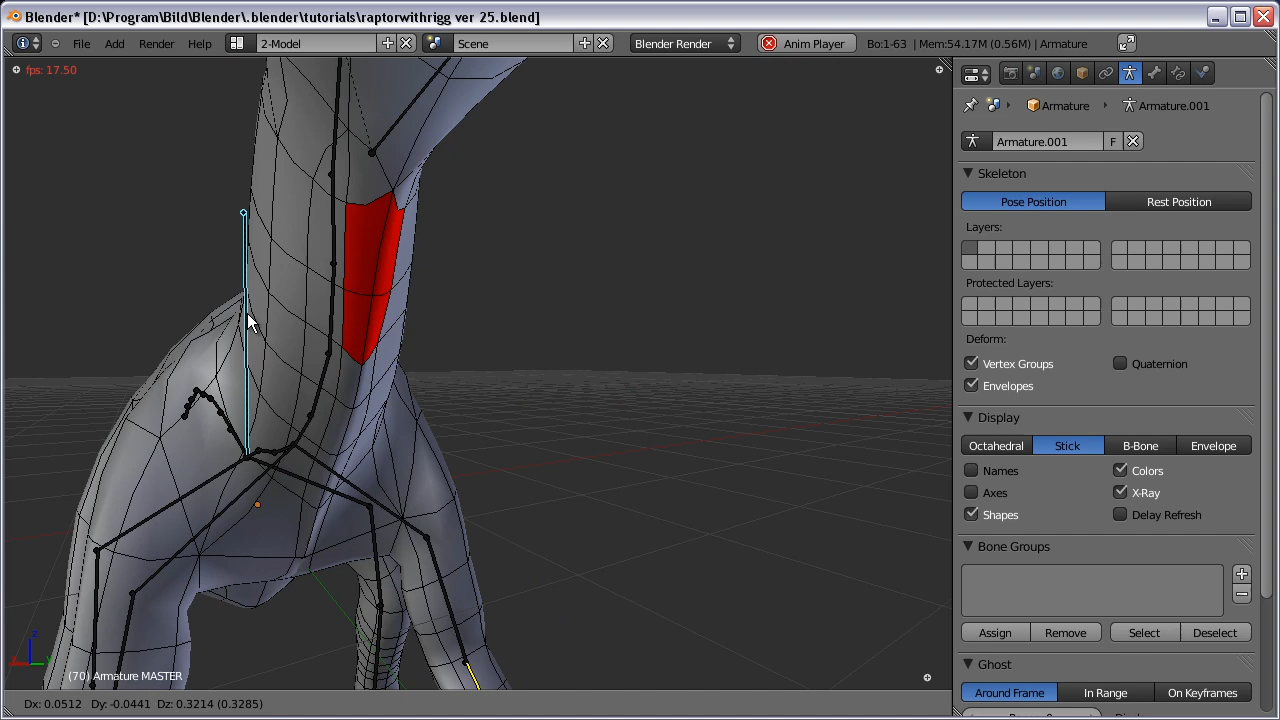 Blender* [D:\Program\Bild\Blender\.blender\tutorials\raptorwithrigg ver 25.blend]
File Add Render Help 2-Model Scene Blender Render Anim Player Bo:1-63 | Mem:54.17M (0.56M) | Armature
fps: 17.50
Armature Armature.001
Armature.001 F
Skeleton
Pose Position Rest Position
Layers:
Protected Layers:
Deform:
Vertex Groups Quaternion
Envelopes
Display
Octahedral Stick B-Bone Envelope
Names Colors
Axes X-Ray
Shapes Delay Refresh
Bone Groups
Assign Remove Select Deselect
Ghost
Around Frame In Range On Keyframes
(70) Armature MASTER
Dx: 0.0512 Dy: -0.0441 Dz: 0.3214 (0.3285)